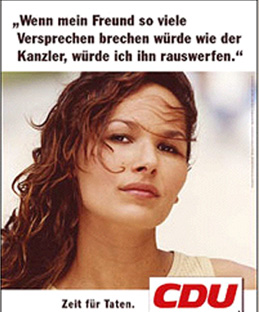 „Wenn mein Freund so viele
Versprechen brechen würde wie der
Kanzler, würde ich ihn rauswerfen.“
Zeit für Taten.
CDU